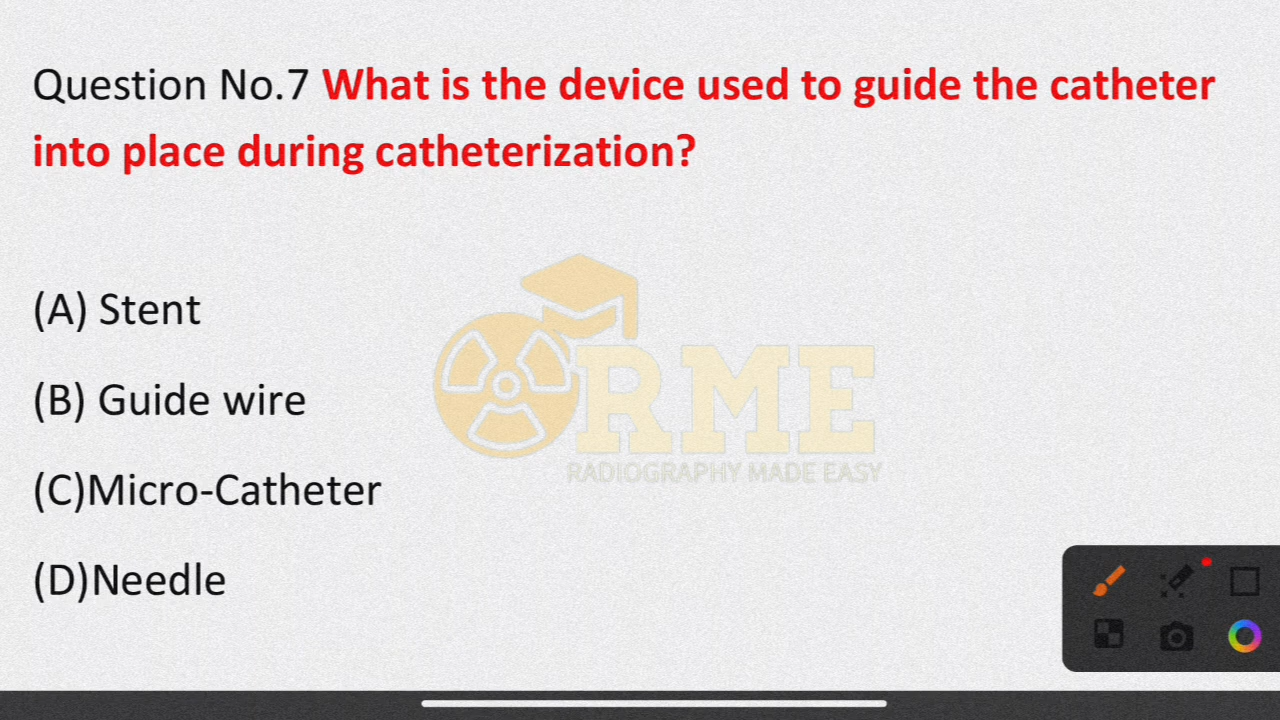 Question No.7 What is the device used to guide the catheter
into place during catheterization?
(A) Stent
(B) Guide wire
(C)Micro-Catheter
(D)Needle
RME
RADIOGRAPHY MADE EASY